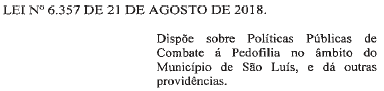 LEI Nº 6.357 DE 21 DE AGOSTO DE 2018.
Dispõe sobre Políticas Públicas de
Combate á Pedofilia no âmbito do
Município de São Luís, e dá outras
providências.